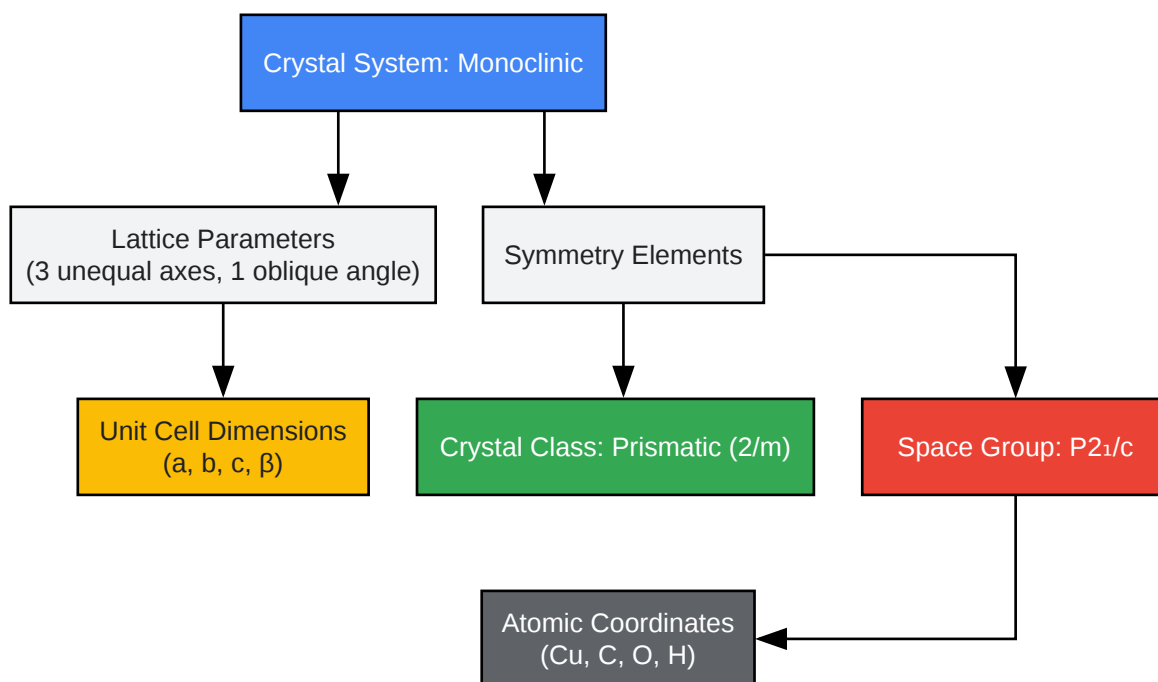 Crystal System: Monoclinic
Lattice Parameters
(3 unequal axes, 1 oblique angle)
Symmetry Elements
Unit Cell Dimensions
(a, b, c, β)
Crystal Class: Prismatic (2/m)
Space Group: P2₁/c
Atomic Coordinates
(Cu, C, O, H)